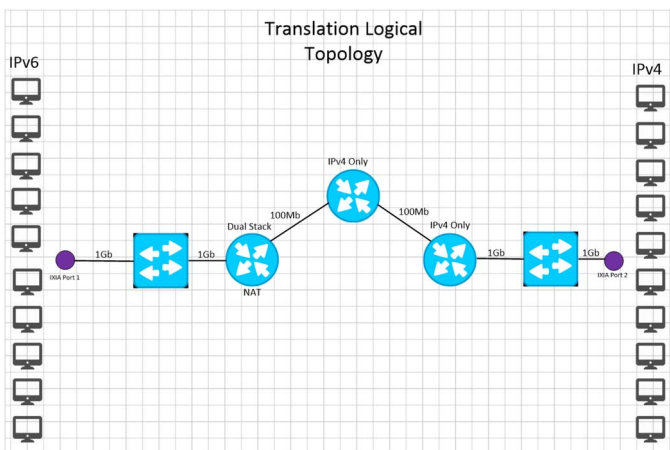 Translation Logical
Topology
IPv6
IPv4
IPv4 Only
100Mb
100Mb
Dual Stack
IPv4 Only
1Gb
1Gb
1Gb
1Gb
IXIA Port 1
IXIA Port 2
NAT